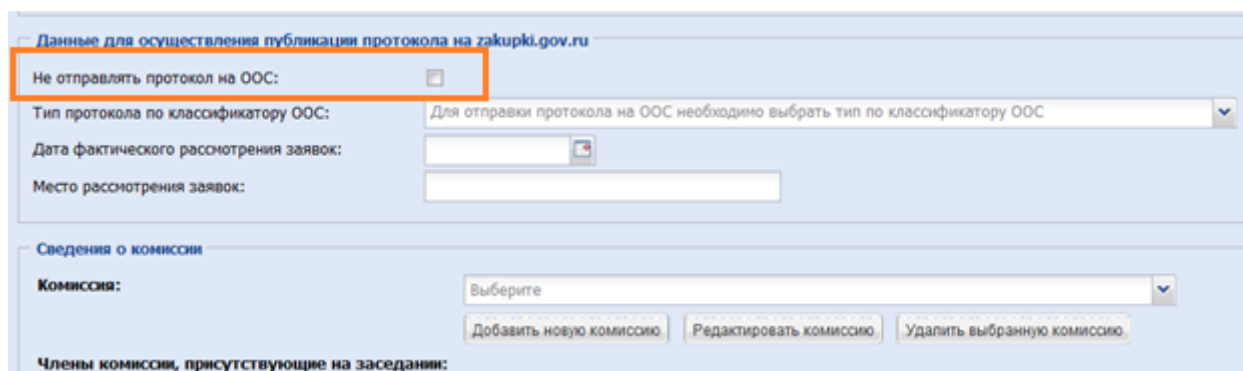 Данные для осуществления публикации протокола на zakupki.gov.ru
Не отправлять протокол на ООС:
Тип протокола по классификатору ООС: Для отправки протокола на ООС необходимо выбрать тип по классификатору ООС
Дата фактического рассмотрения заявок:
Место рассмотрения заявок:
Сведения о комиссии
Комиссия: Выберите
Добавить новую комиссию Редактировать комиссию Удалить выбранную комиссию
Члены комиссии, присутствующие на заседании: